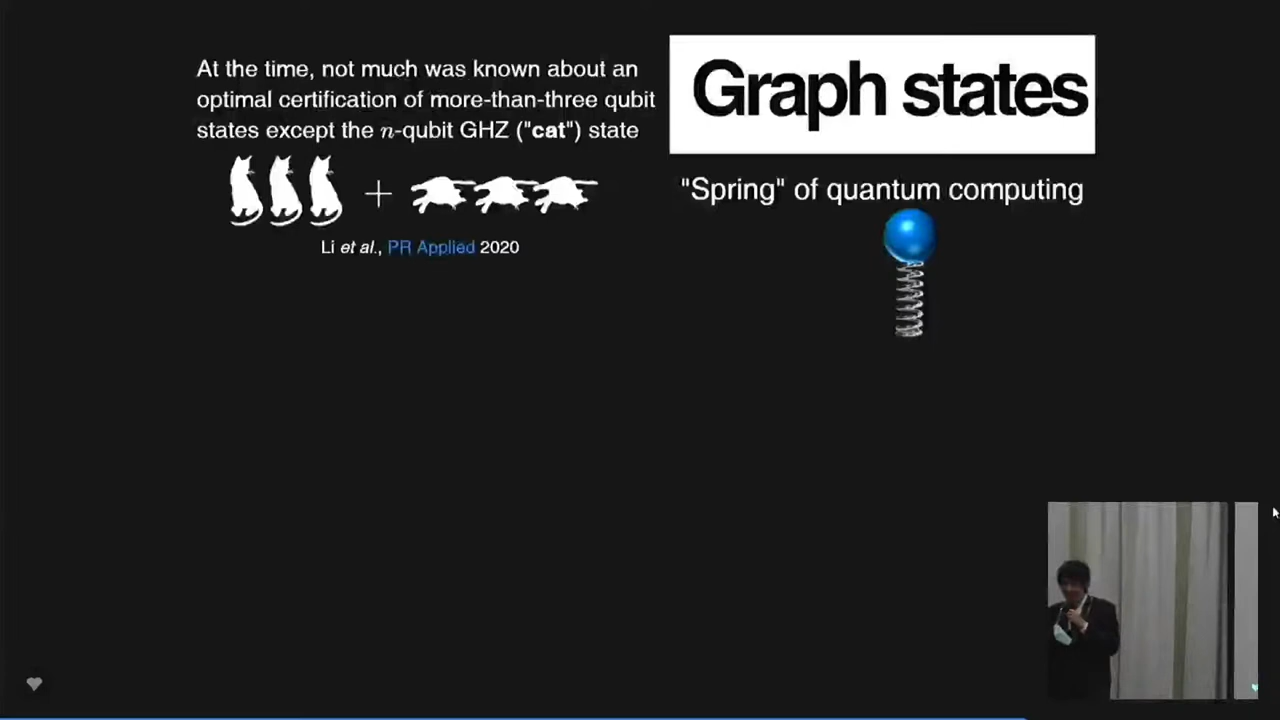 At the time, not much was known about an
optimal certification of more-than-three qubit
states except the n-qubit GHZ ("cat") state
+
Li et al., PR Applied 2020
Graph states
"Spring" of quantum computing